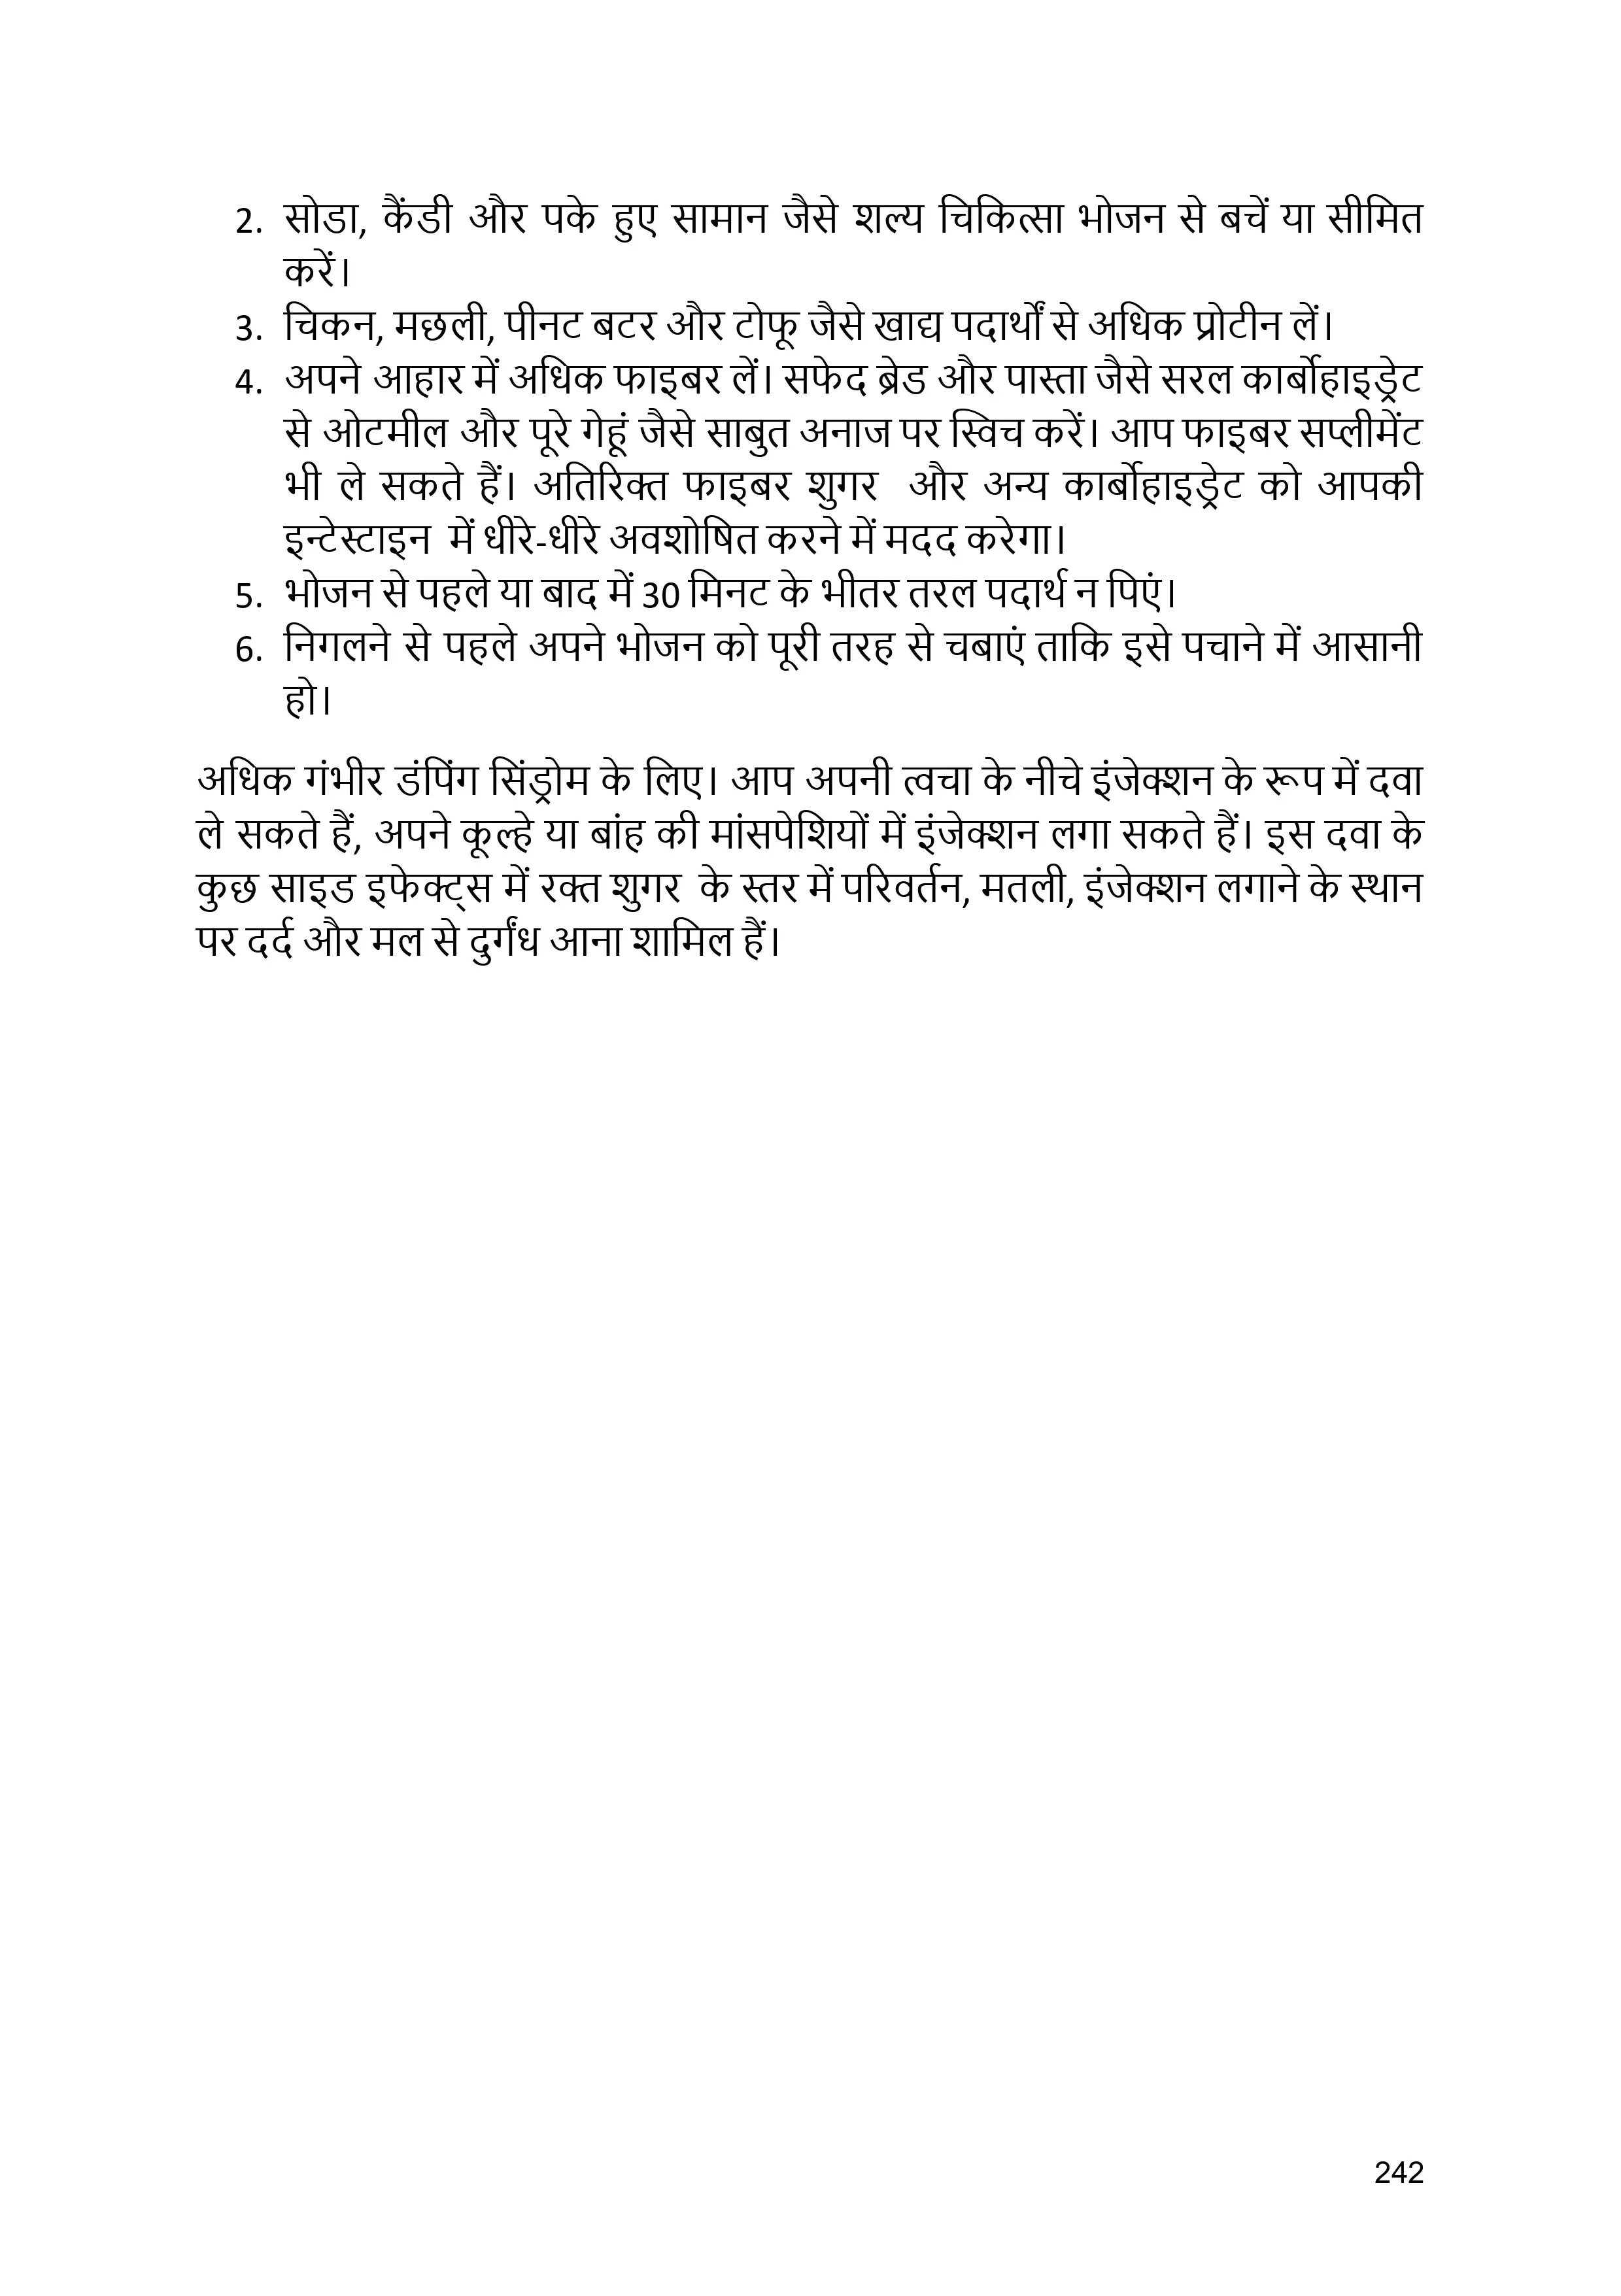 2. सोडा, कैंडी और पके हुए सामान जैसे शल्य चिकित्सा भोजन से बचें या सीमित
करें।
3. चिकन, मछली, पीनट बटर और टोफू जैसे खाद्य पदार्थों से अधिक प्रोटीन लें।
4. अपने आहार में अधिक फाइबर लें। सफेद ब्रेड और पास्ता जैसे सरल कार्बोहाइड्रेट
से ओटमील और पूरे गेहूं जैसे साबुत अनाज पर स्विच करें। आप फाइबर सप्लीमेंट
भी ले सकते हैं। अतिरिक्त फाइबर शुगर और अन्य कार्बोहाइड्रेट को आपकी
इन्टेस्टाइन में धीरे-धीरे अवशोषित करने में मदद करेगा।
5. भोजन से पहले या बाद में 30 मिनट के भीतर तरल पदार्थ न पिएं।
6. निगलने से पहले अपने भोजन को पूरी तरह से चबाएं ताकि इसे पचाने में आसानी
हो।
अधिक गंभीर डंपिंग सिंड्रोम के लिए। आप अपनी त्वचा के नीचे इंजेक्शन के रूप में दवा
ले सकते हैं, अपने कूल्हे या बांह की मांसपेशियों में इंजेक्शन लगा सकते हैं। इस दवा के
कुछ साइड इफेक्ट्स में रक्त शुगर के स्तर में परिवर्तन, मतली, इंजेक्शन लगाने के स्थान
पर दर्द और मल से दुर्गंध आना शामिल हैं।
242